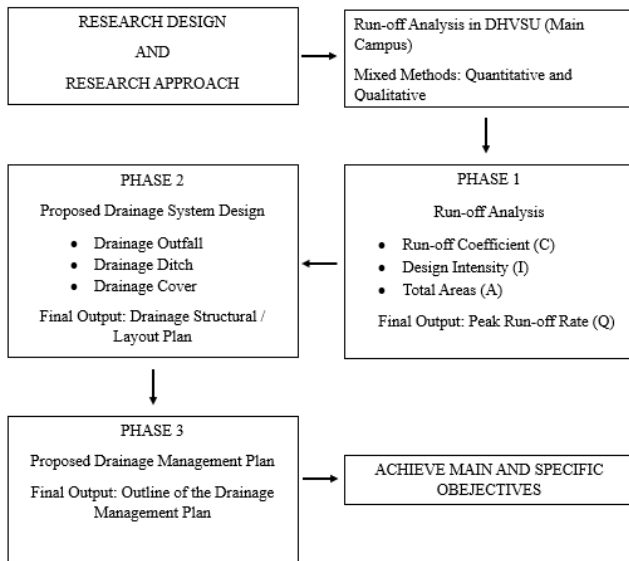 RESEARCH DESIGN
AND
RESEARCH APPROACH
Run-off Analysis in DHVSU (Main
Campus)
Mixed Methods: Quantitative and
Qualitative
PHASE 1
Run-off Analysis
• Run-off Coefficient (C)
• Design Intensity (I)
• Total Areas (A)
Final Output: Peak Run-off Rate (Q)
PHASE 2
Proposed Drainage System Design
• Drainage Outfall
• Drainage Ditch
• Drainage Cover
Final Output: Drainage Structural /
Layout Plan
PHASE 3
Proposed Drainage Management Plan
Final Output: Outline of the Drainage
Management Plan
ACHIEVE MAIN AND SPECIFIC
OBEJECTIVES